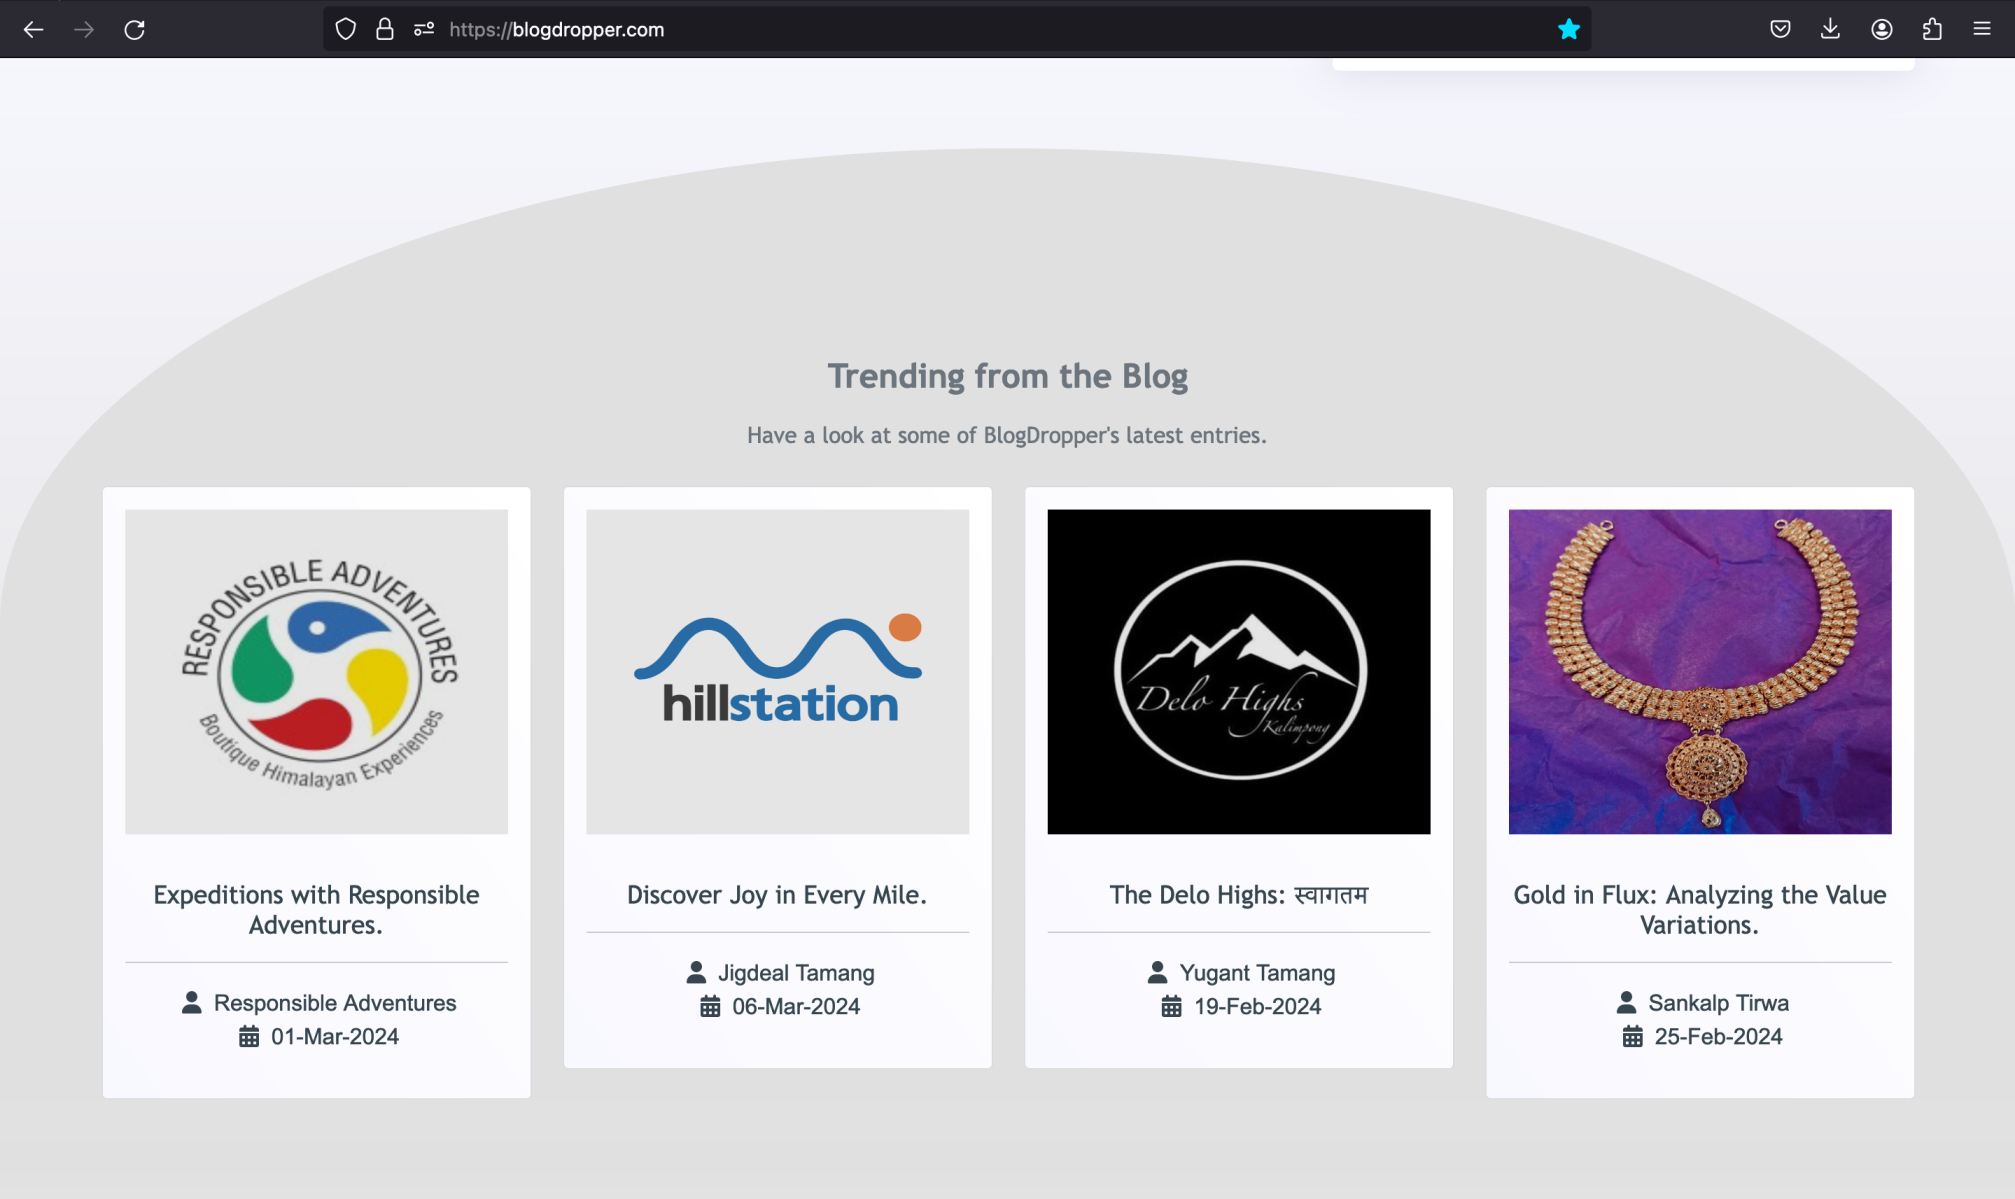 https://blogdropper.com
Trending from the Blog
Have a look at some of BlogDropper's latest entries.
RESPONSIBLE ADVENTURES
Boutique Himalayan Experiences
Expeditions with Responsible
Adventures.
Responsible Adventures
01-Mar-2024
hillstation
Discover Joy in Every Mile.
Jigdeal Tamang
06-Mar-2024
Delo Highs
Kalimpong
The Delo Highs: स्वागतम
Yugant Tamang
19-Feb-2024
Gold in Flux: Analyzing the Value
Variations.
Sankalp Tirwa
25-Feb-2024